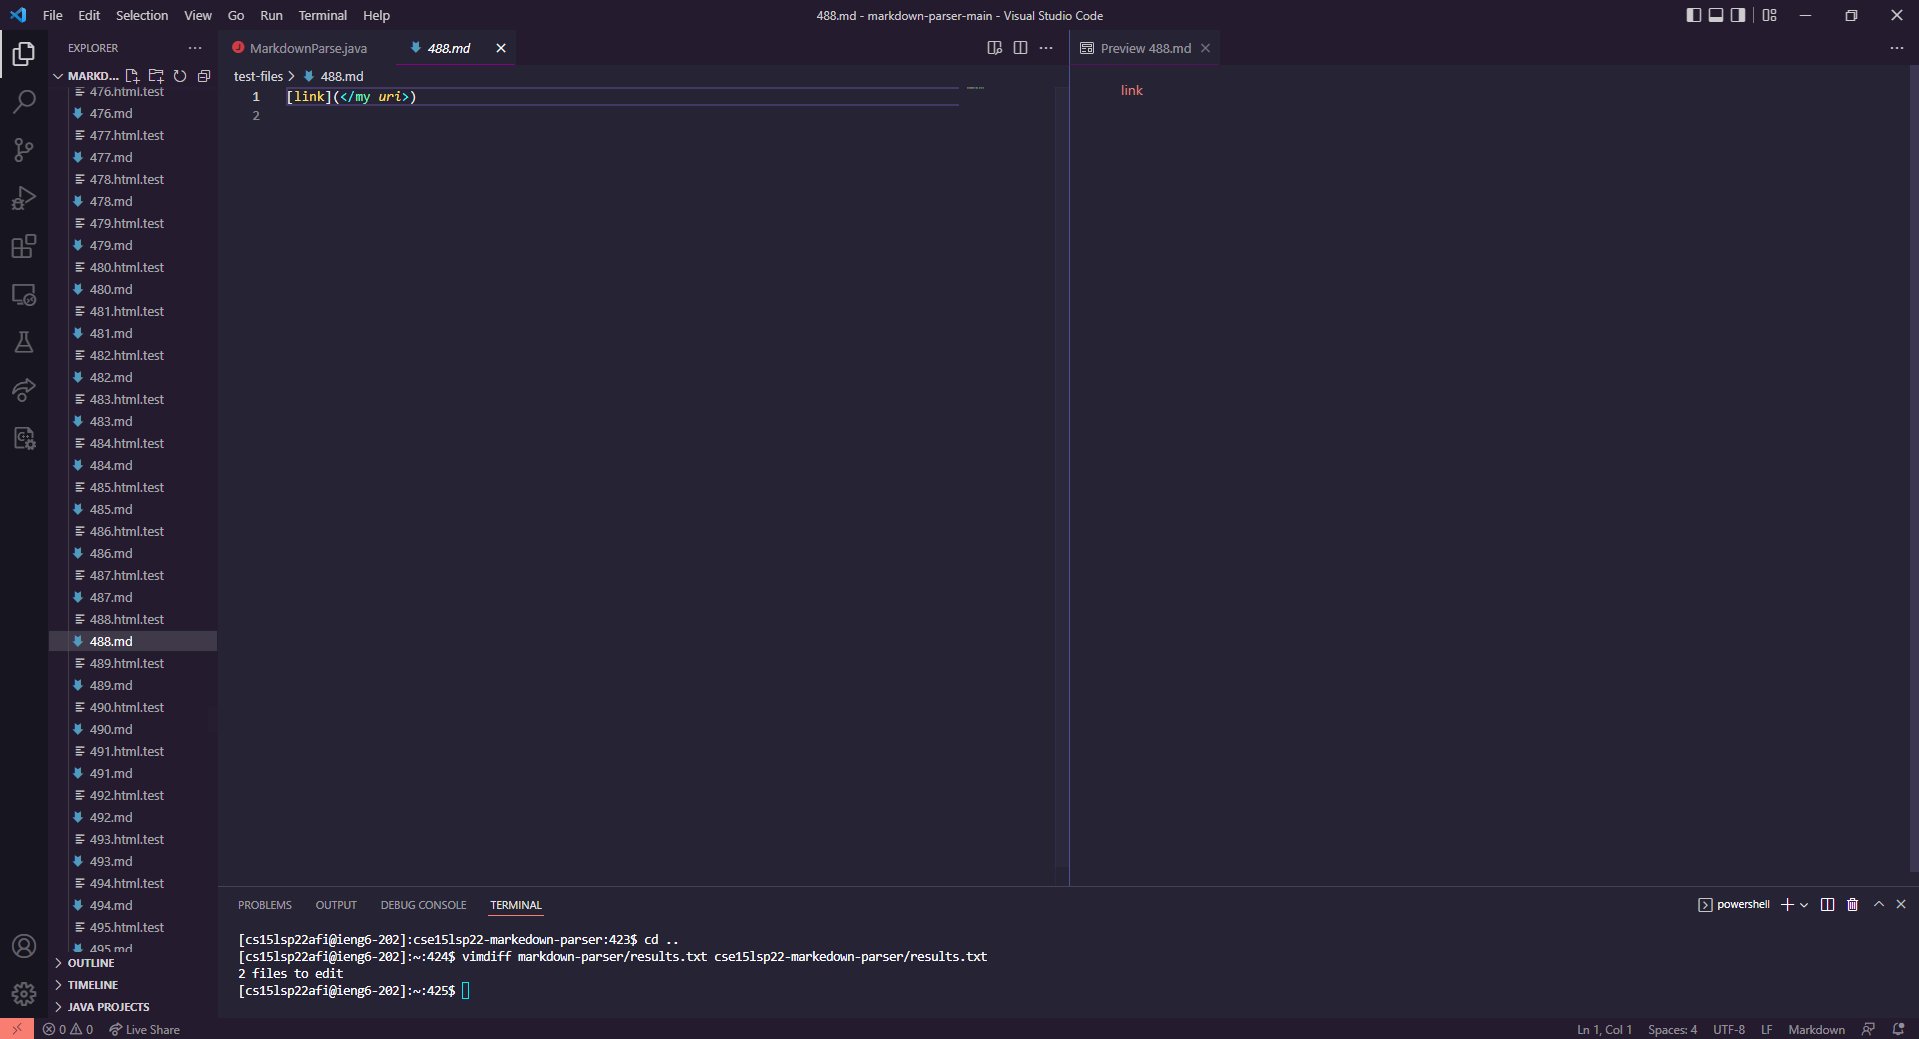 File Edit Selection View Go Run Terminal Help
488.md - markdown-parser-main - Visual Studio Code
EXPLORER
MARKD...
476.html.test
476.md
477.html.test
477.md
478.html.test
478.md
479.html.test
479.md
480.html.test
480.md
481.html.test
481.md
482.html.test
482.md
483.html.test
483.md
484.html.test
484.md
485.html.test
485.md
486.html.test
486.md
487.html.test
487.md
488.html.test
488.md
489.html.test
489.md
490.html.test
490.md
491.html.test
491.md
492.html.test
492.md
493.html.test
493.md
494.html.test
494.md
495.html.test
495.md
OUTLINE
TIMELINE
JAVA PROJECTS
MarkdownParse.java 488.md
test-files > 488.md
1 [link](</my uri>)
2
Preview 488.md
link
PROBLEMS OUTPUT DEBUG CONSOLE TERMINAL
powershell
[cs15lsp22afi@ieng6-202]:cse15lsp22-markedown-parser:423$ cd ..
[cs15lsp22afi@ieng6-202]:~:424$ vimdiff markdown-parser/results.txt cse15lsp22-markedown-parser/results.txt
2 files to edit
[cs15lsp22afi@ieng6-202]:~:425$
0 0 Live Share
Ln 1, Col 1 Spaces: 4 UTF-8 LF Markdown